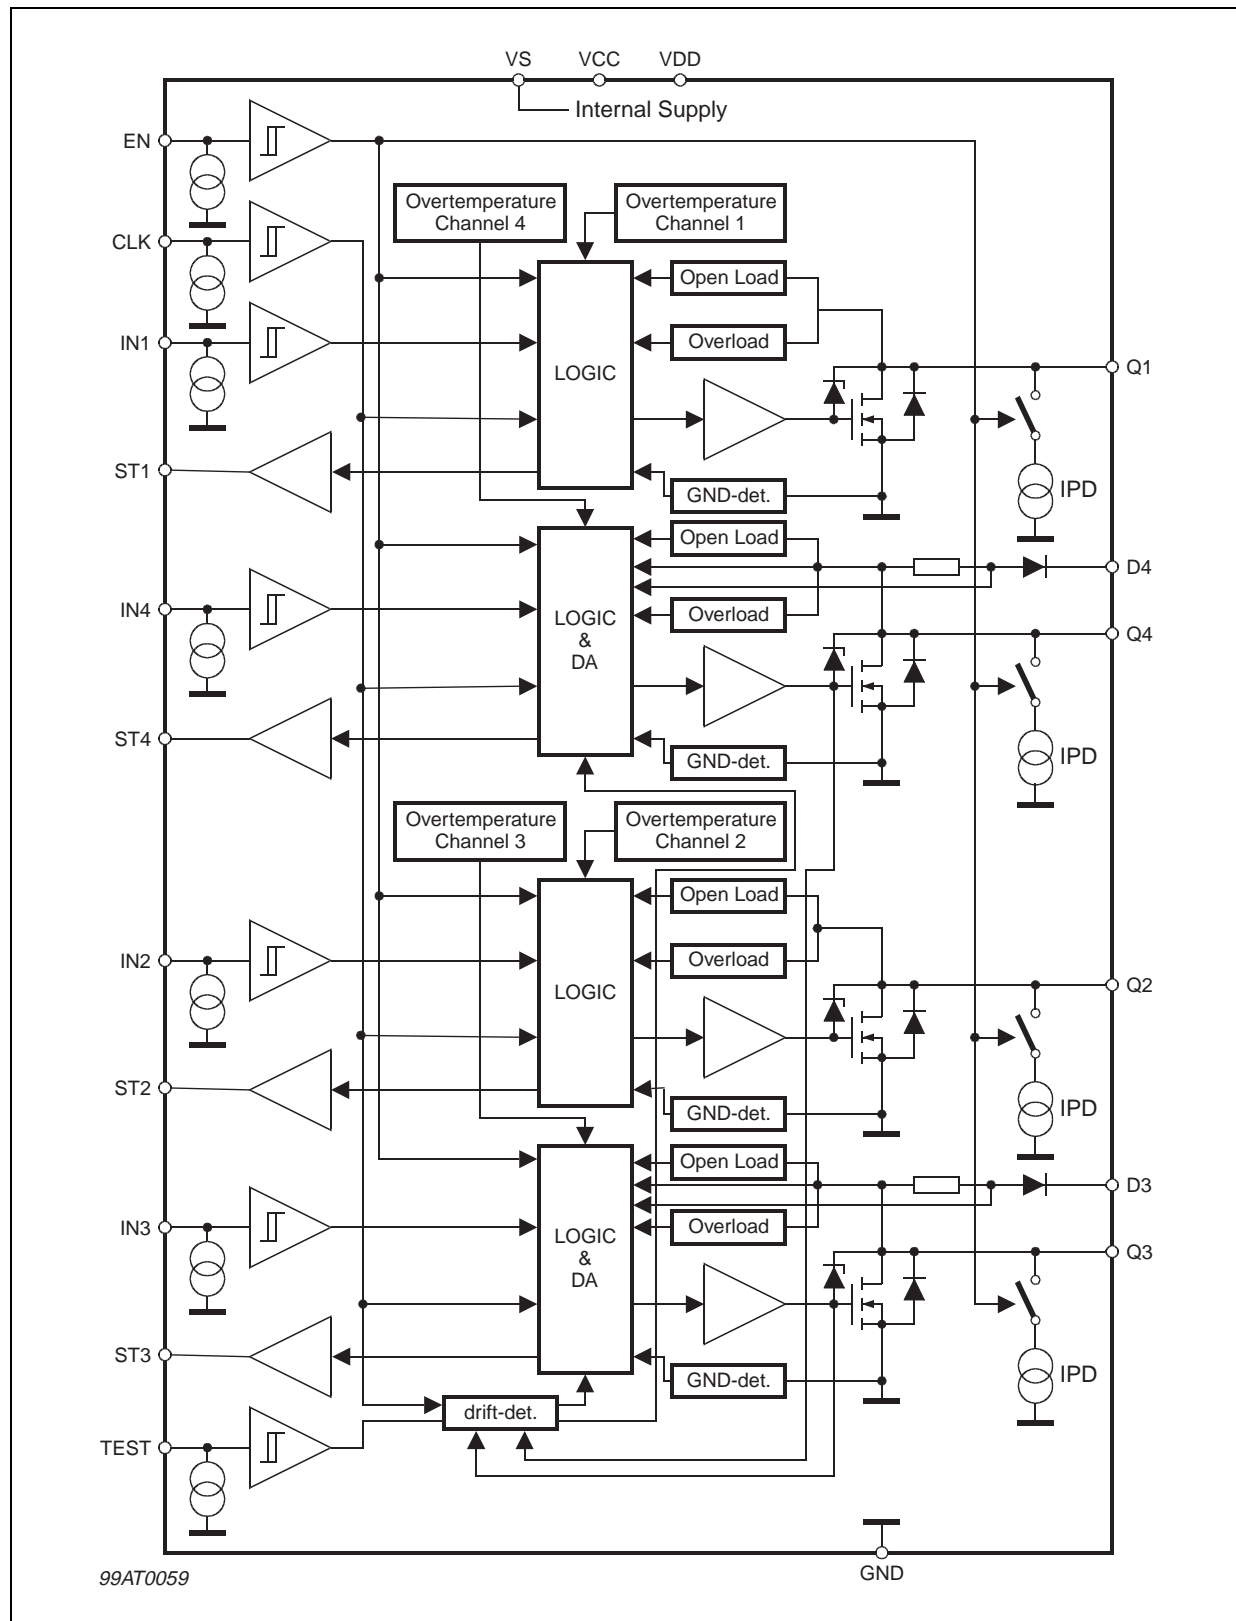 VS VCC VDD
Internal Supply
EN
Overtemperature
Channel 4
Overtemperature
Channel 1
CLK
Open Load
IN1
Overload
LOGIC
Q1
ST1
GND-det.
IPD
Open Load
D4
IN4
Overload
LOGIC
&
DA
Q4
ST4
GND-det.
IPD
Overtemperature
Channel 3
Overtemperature
Channel 2
Open Load
IN2
Overload
LOGIC
Q2
ST2
GND-det.
IPD
Open Load
D3
IN3
Overload
LOGIC
&
DA
Q3
ST3
GND-det.
IPD
drift-det.
TEST
GND
99AT0059